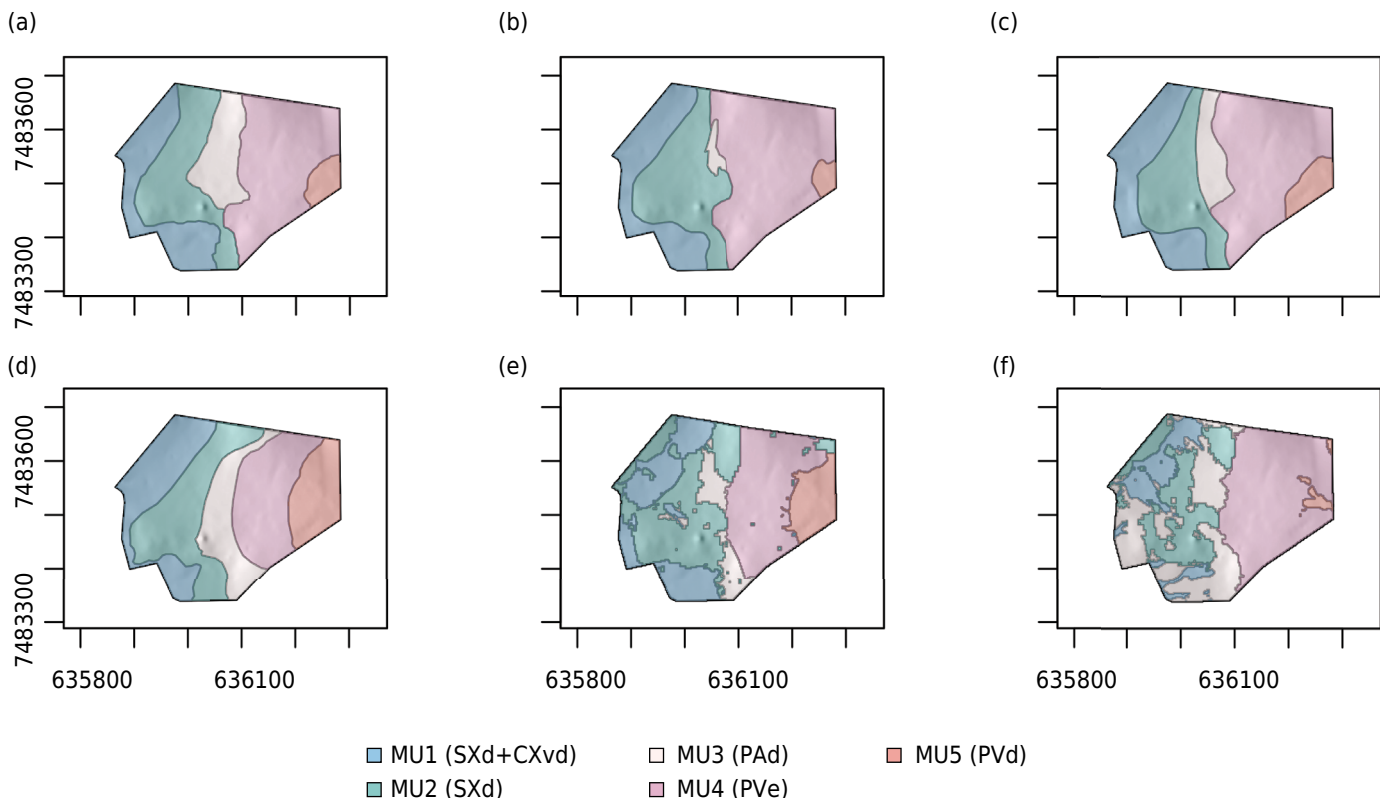 (a)
(b)
(c)
7483600
7483300
(d)
(e)
(f)
7483600
7483300
635800
636100
635800
636100
635800
636100
MU1 (SXd+CXvd)
MU3 (PAd)
MU5 (PVd)
MU2 (SXd)
MU4 (PVe)